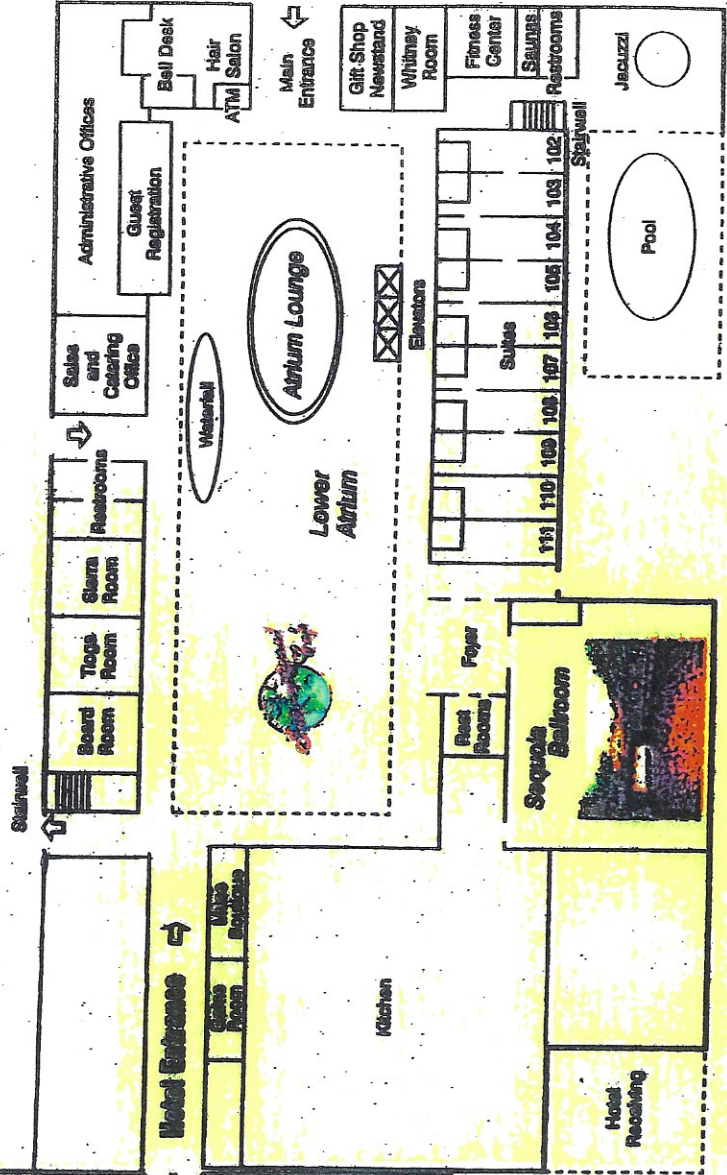 Stairwell
Board
Room
Tioga
Room
Sierra
Room
Restrooms
Sales
and
Catering
Office
Administrative Offices
Guest
Registration
Bell Desk
Hair
Salon
ATM
Main
Entrance
Hotel Entrance
Game
Room
Waterfall
Atrium Lounge
Lower
Atrium
Elevators
Gift Shop
Newstand
Whitney
Room
Fitness
Center
Saunas
Restrooms
Jacuzzi
Kitchen
Rest
Rooms
Foyer
Suites
111
110
109
108
107
106
105
104
103
102
Stairwell
Sequoia
Ballroom
Pool
Hotel
Receiving